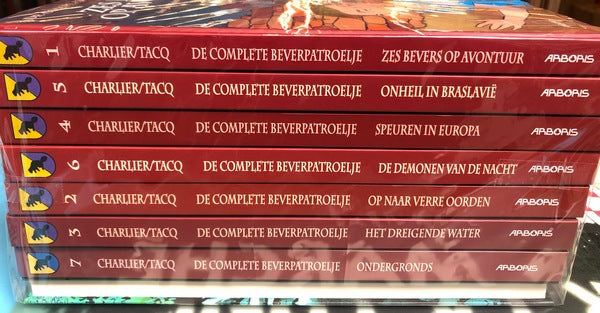 1 CHARLIER/TACQ DE COMPLETE BEVERPATROELJE ZES BEVERS OP AVONTUUR ARBORIS
5 CHARLIER/TACQ DE COMPLETE BEVERPATROELJE ONHEIL IN BRASLAVIË ARBORIS
4 CHARLIER/TACQ DE COMPLETE BEVERPATROELJE SPEUREN IN EUROPA ARBORIS
6 CHARLIER/TACQ DE COMPLETE BEVERPATROELJE DE DEMONEN VAN DE NACHT ARBORIS
2 CHARLIER/TACQ DE COMPLETE BEVERPATROELJE OP NAAR VERRE OORDEN ARBORIS
3 CHARLIER/TACQ DE COMPLETE BEVERPATROELJE HET DREIGENDE WATER ARBORIS
7 CHARLIER/TACQ DE COMPLETE BEVERPATROELJE ONDERGRONDS ARBORIS